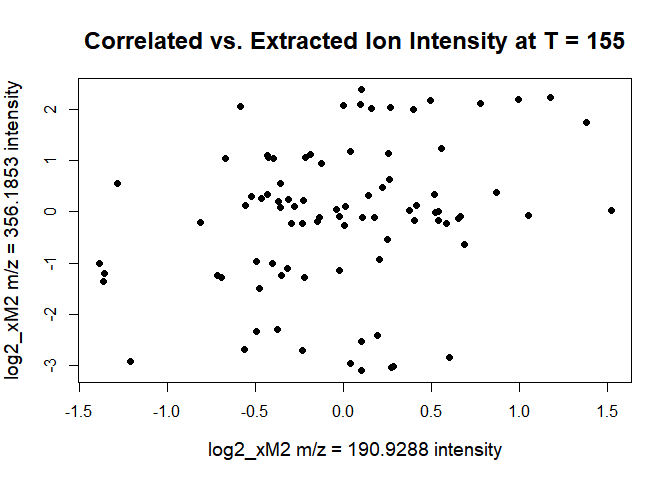 Correlated vs. Extracted Ion Intensity at T = 155
log2_xM2 m/z = 356.1853 intensity
2
1
0
-1
-2
-3
-1.5 -1.0 -0.5 0.0 0.5 1.0 1.5
log2_xM2 m/z = 190.9288 intensity